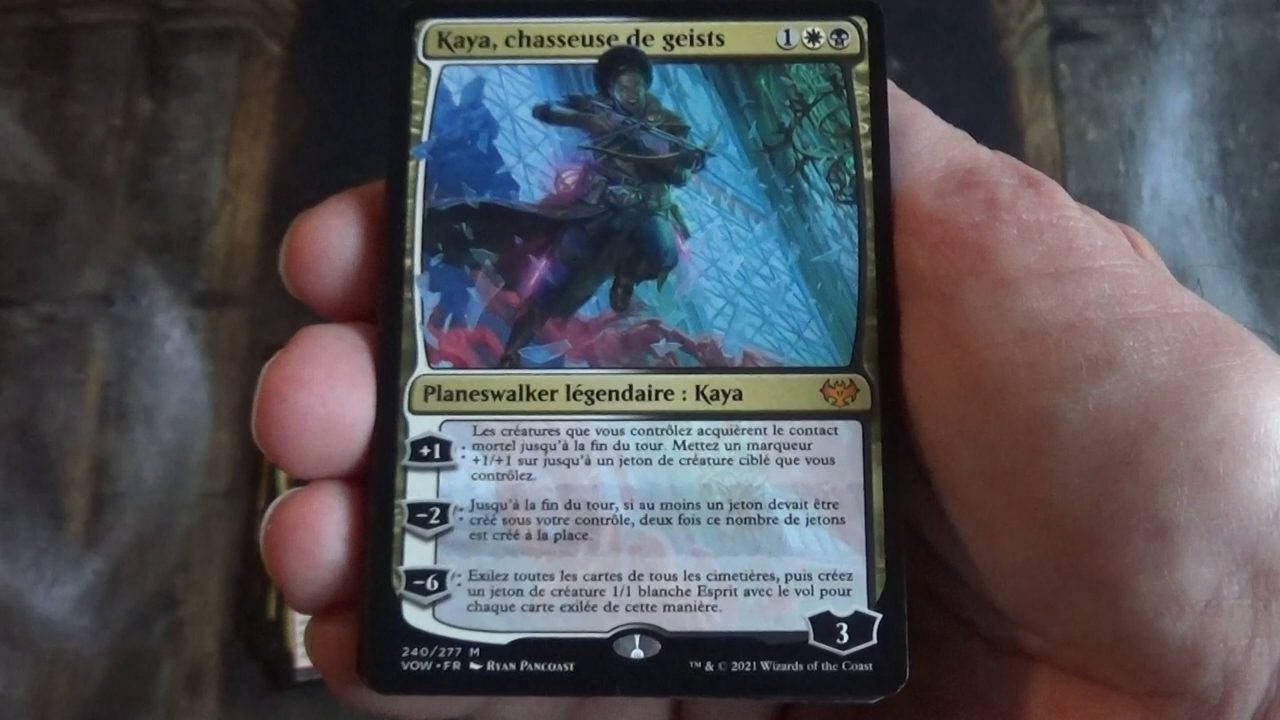 Kaya, chasseuse de geists 1
Planeswalker légendaire : Kaya
Les créatures que vous contrôlez acquièrent le contact
+1 : mortel jusqu'à la fin du tour. Mettez un marqueur
+1/+1 sur jusqu'à un jeton de créature ciblé que vous
contrôlez.
Jusqu'à la fin du tour, si au moins un jeton devait être
−2 : créé sous votre contrôle, deux fois ce nombre de jetons
est créé à la place.
−6 : Exilez toutes les cartes de tous les cimetières, puis créez
un jeton de créature 1/1 blanche Esprit avec le vol pour
chaque carte exilée de cette manière.
3
240/277 M
VOW • FR Ryan Pancoast
™ & © 2021 Wizards of the Coast